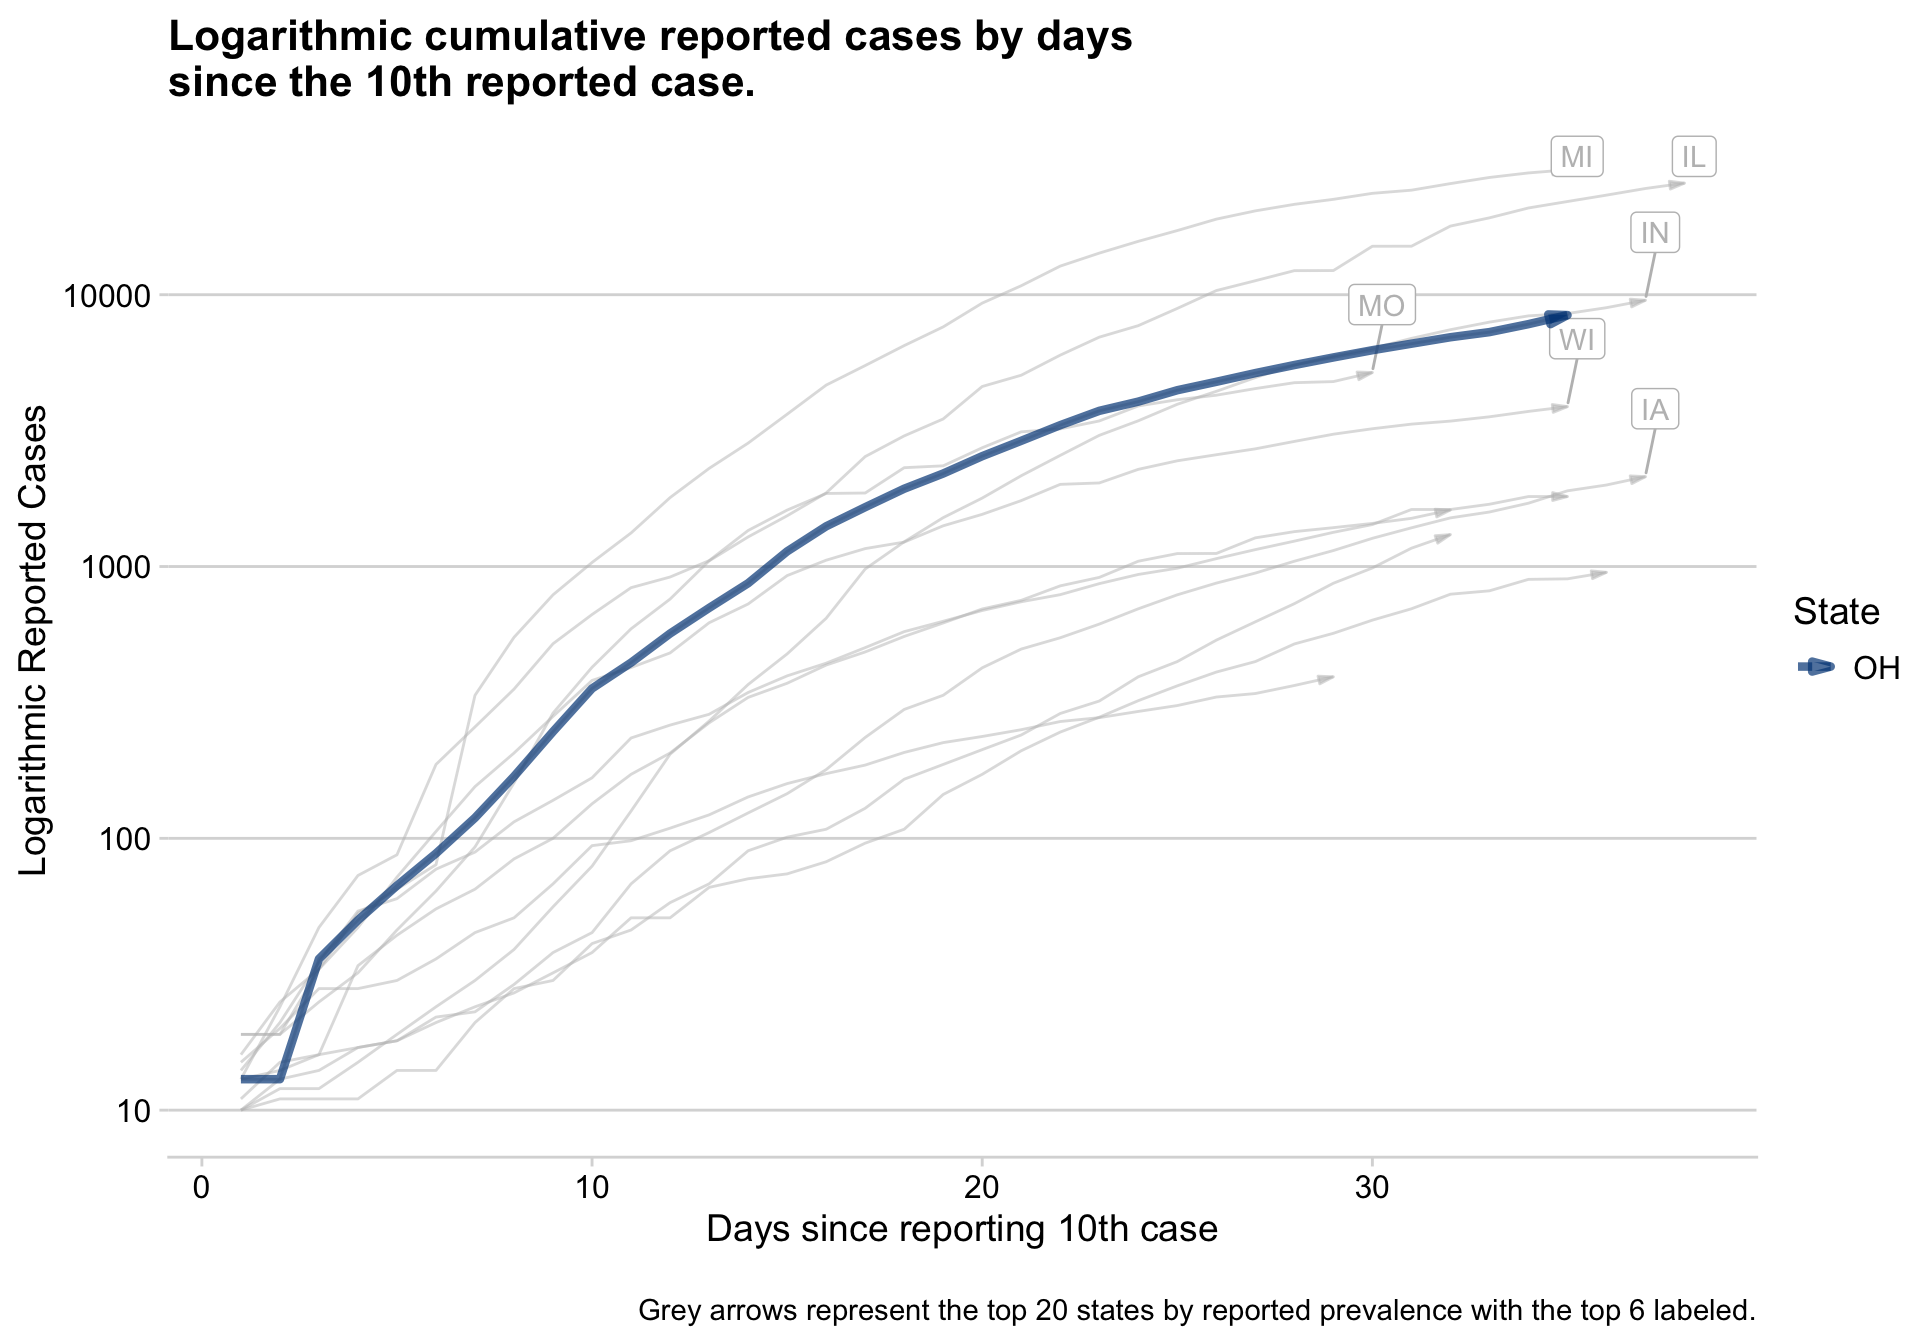 Logarithmic cumulative reported cases by days
since the 10th reported case.
MI
IL
IN
MO
WI
IA
10000
1000
100
10
Logarithmic Reported Cases
State
OH
0
10
20
30
Days since reporting 10th case
Grey arrows represent the top 20 states by reported prevalence with the top 6 labeled.